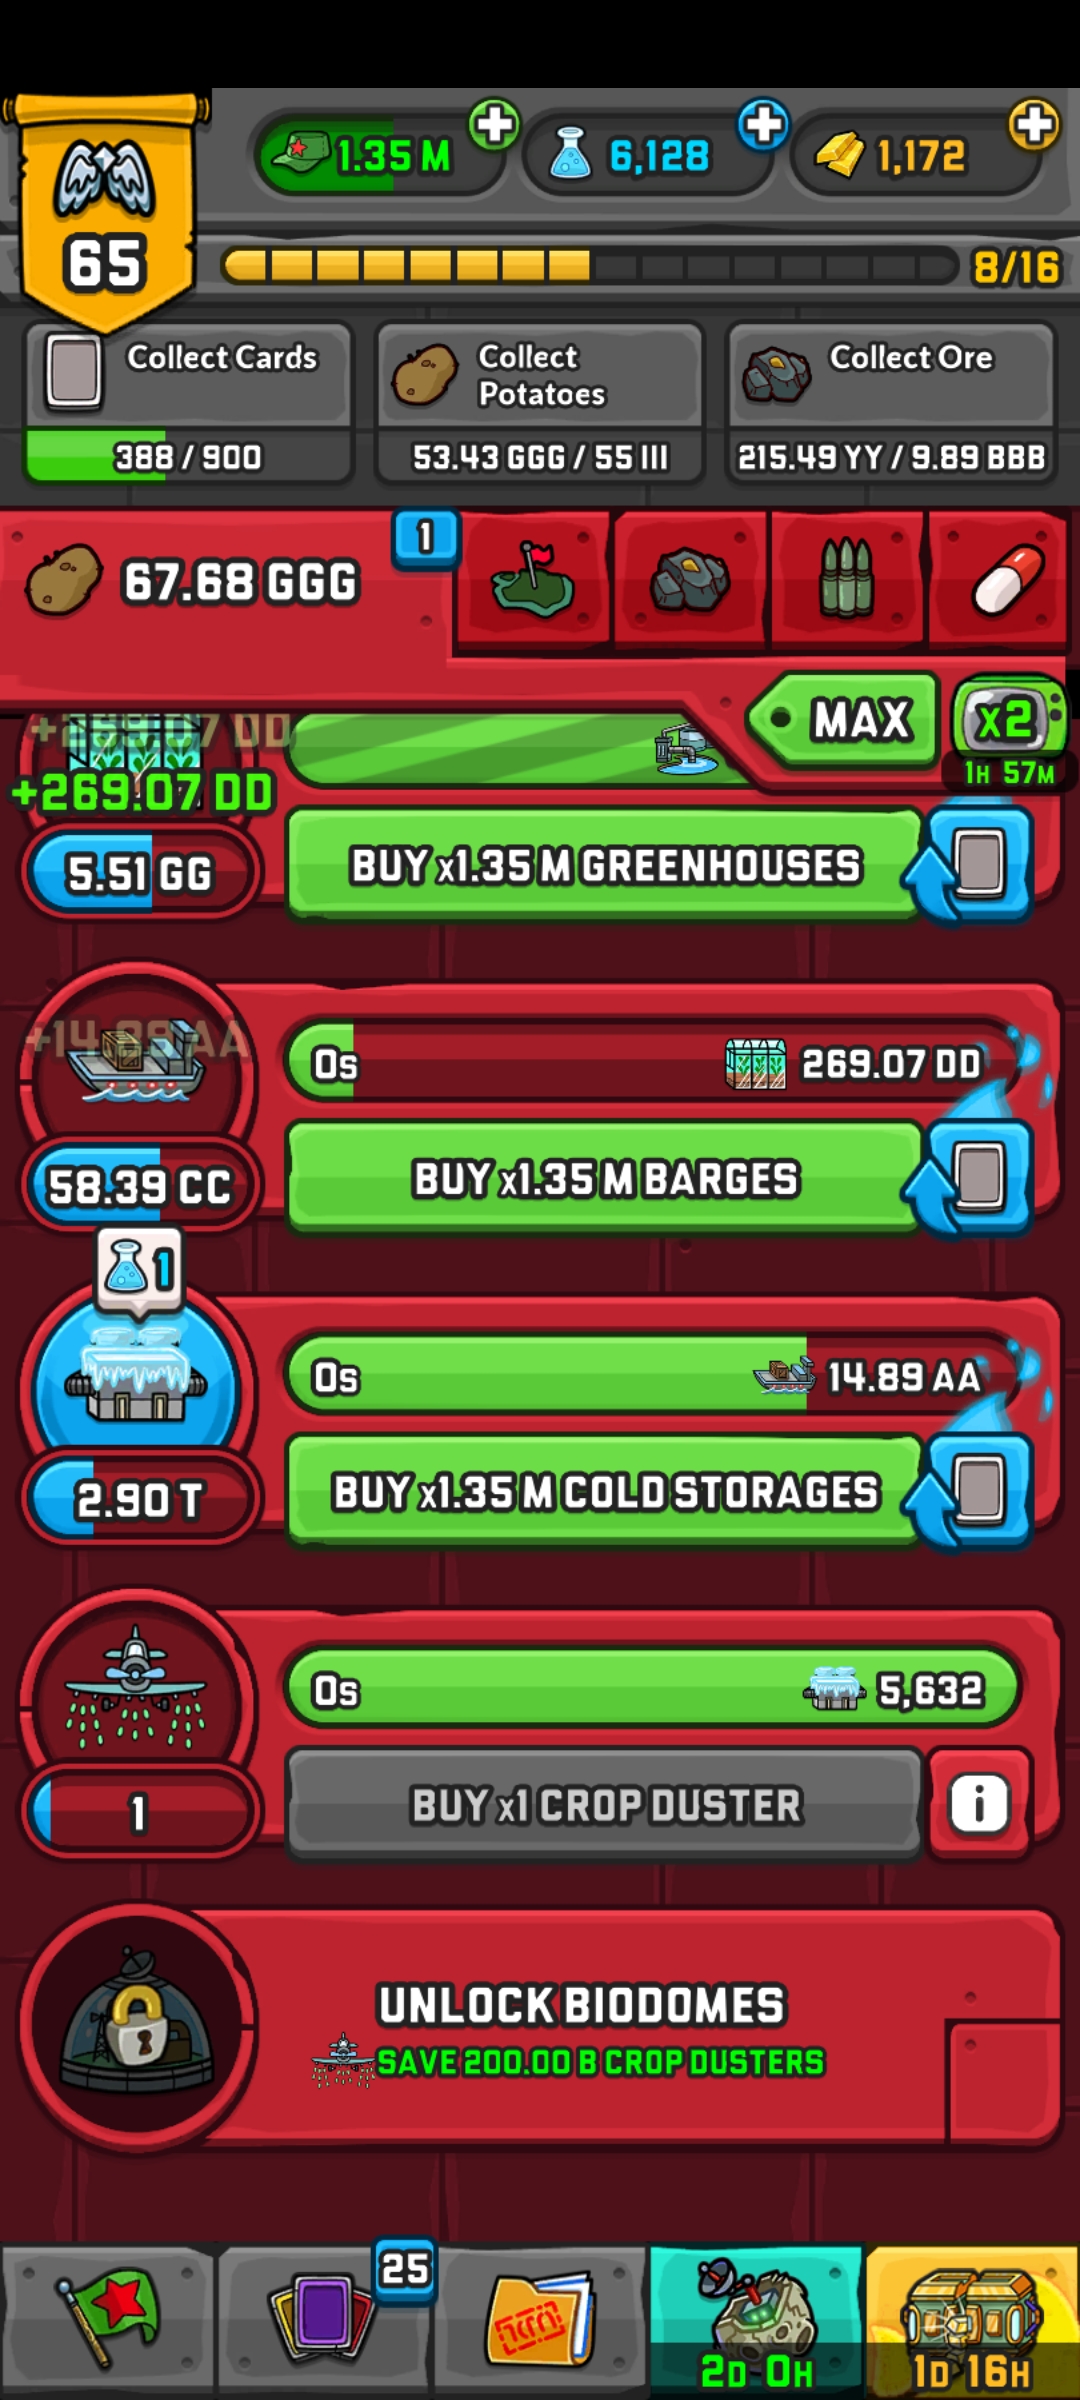 1.35 M
6,128
1,172
65
8/16
Collect Cards
388 / 900
Collect
Potatoes
53.43 GGG / 55 III
Collect Ore
215.49 YY / 9.89 BBB
67.68 GGG
1
MAX
x2
1H 57M
+269.07 DD
+269.07 DD
5.51 GG
BUY x1.35 M GREENHOUSES
+14.89 AA
0s
269.07 DD
58.39 CC
BUY x1.35 M BARGES
1
0s
14.89 AA
2.90 T
BUY x1.35 M COLD STORAGES
0s
5,632
1
BUY x1 CROP DUSTER
i
UNLOCK BIODOMES
SAVE 200.00 B CROP DUSTERS
25
2D 0H
1D 16H